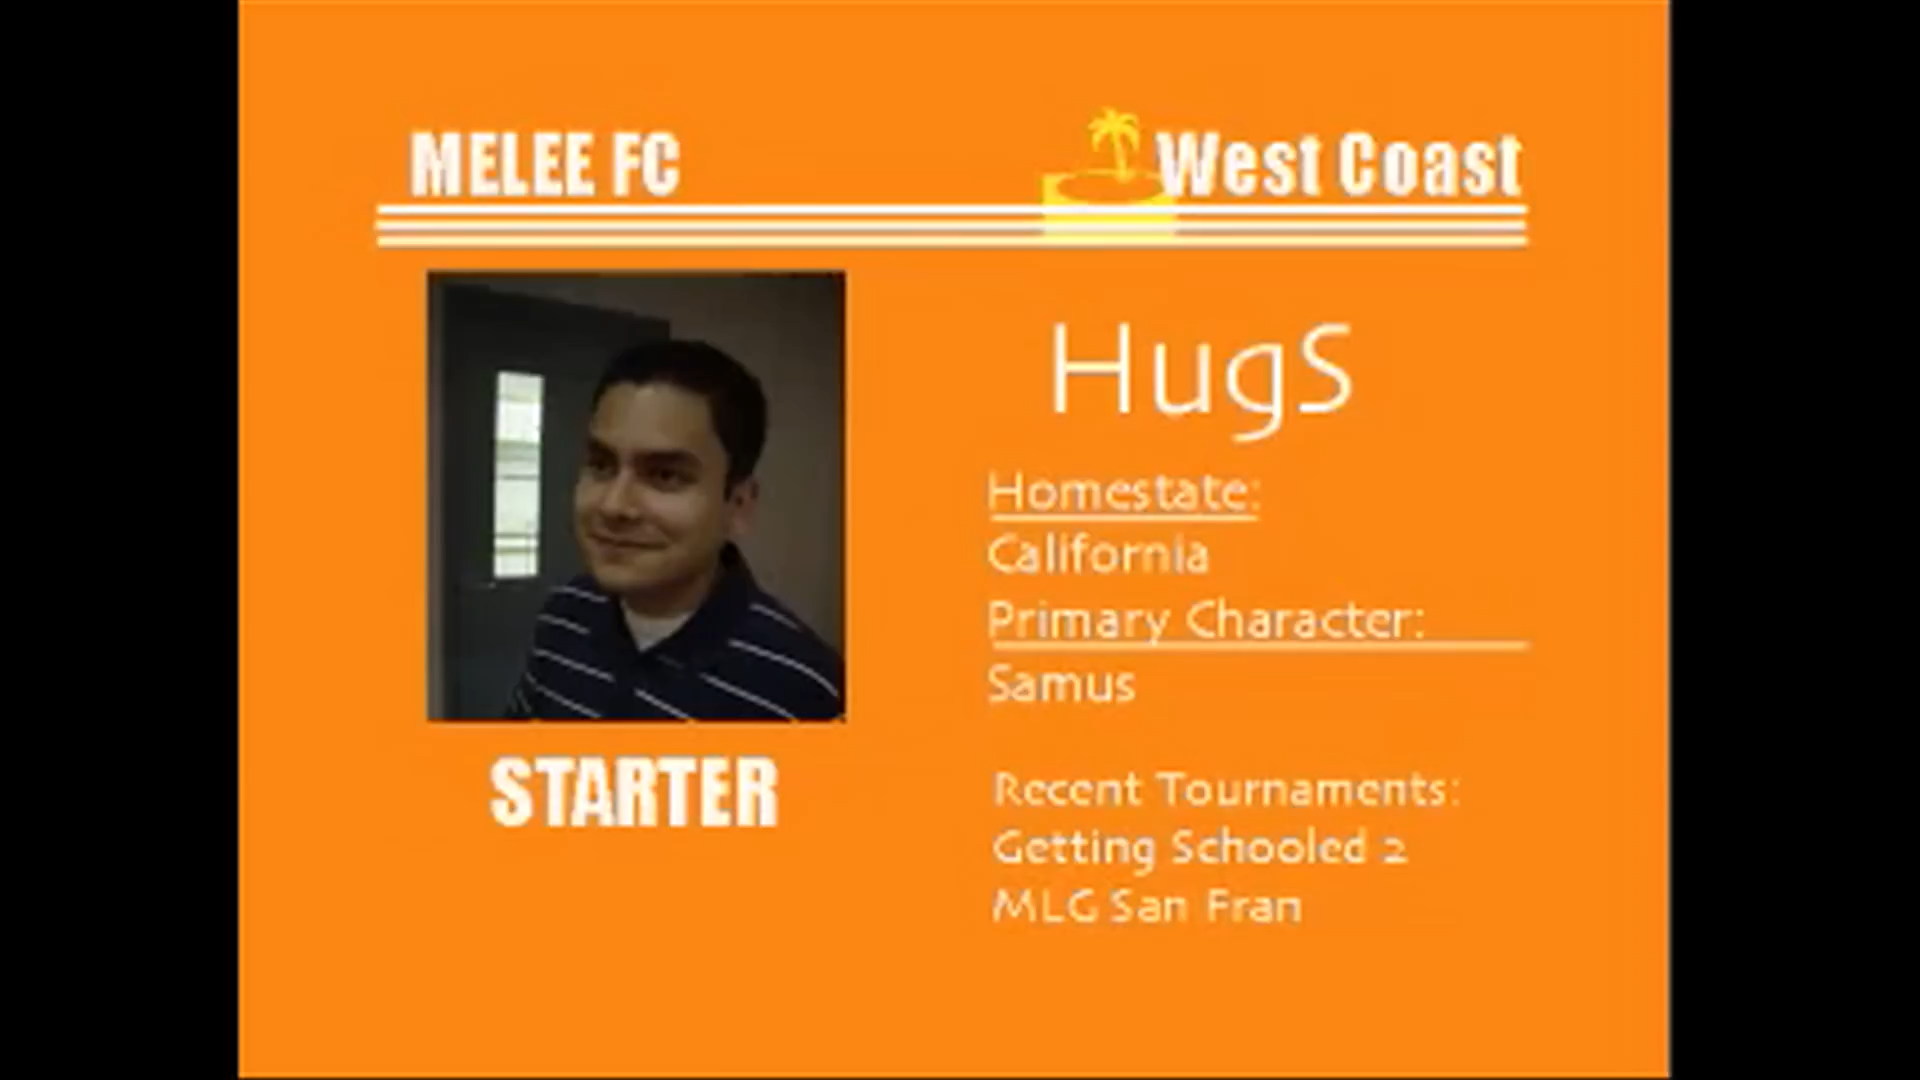 MELEE FC
West Coast
HugS
Homestate:
California
Primary Character:
Samus
STARTER
Recent Tournaments:
Getting Schooled 2
MLG San Fran